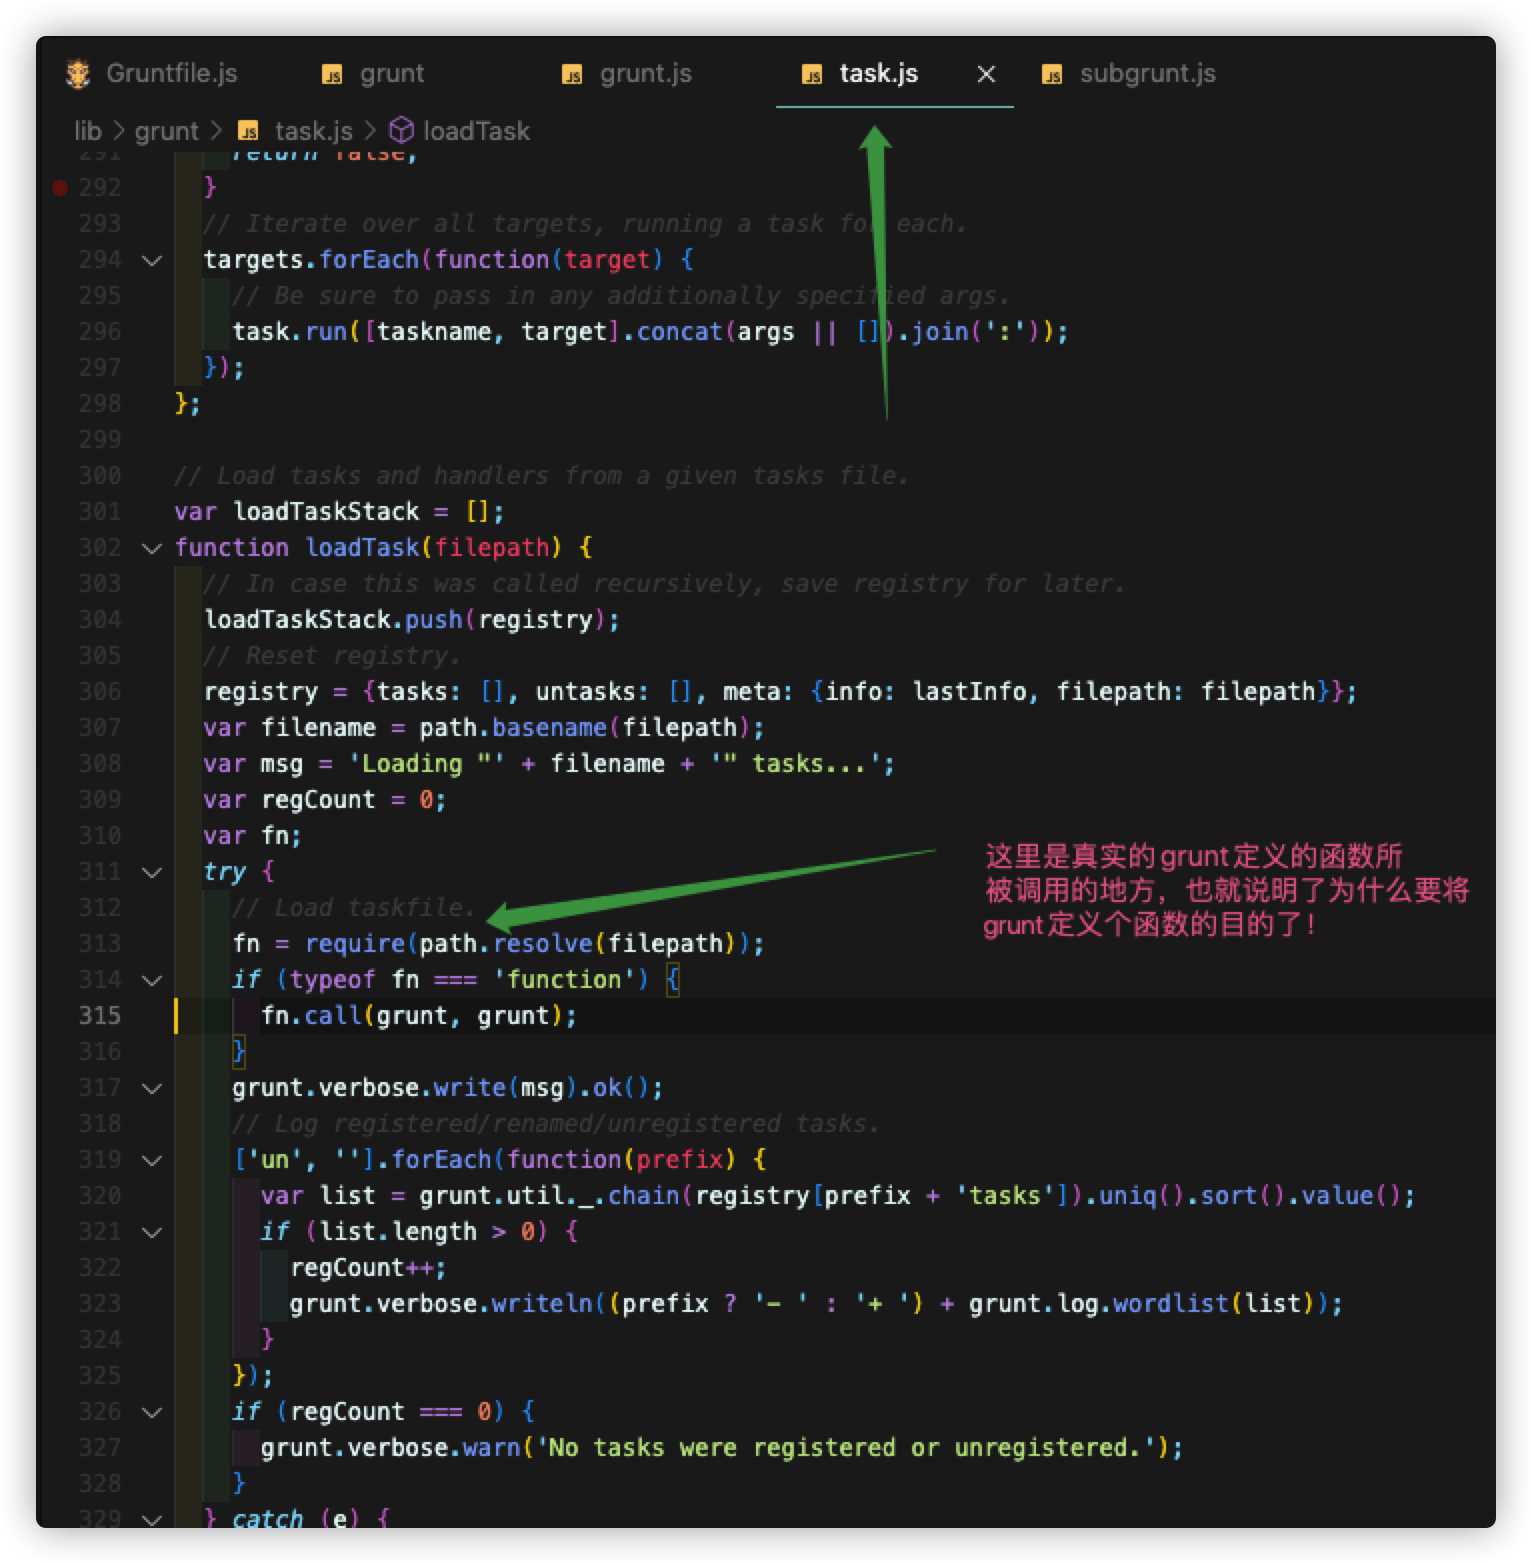 Gruntfile.js grunt grunt.js task.js subgrunt.js
lib > grunt > task.js > loadTask
291 return false;
292 }
293 // Iterate over all targets, running a task for each.
294 targets.forEach(function(target) {
295 // Be sure to pass in any additionally specified args.
296 task.run([taskname, target].concat(args || []).join(':'));
297 });
298 };
299
300 // Load tasks and handlers from a given tasks file.
301 var loadTaskStack = [];
302 function loadTask(filepath) {
303 // In case this was called recursively, save registry for later.
304 loadTaskStack.push(registry);
305 // Reset registry.
306 registry = {tasks: [], untasks: [], meta: {info: lastInfo, filepath: filepath}};
307 var filename = path.basename(filepath);
308 var msg = 'Loading "' + filename + '" tasks...';
309 var regCount = 0;
310 var fn;
311 try {
312 // Load taskfile.
313 fn = require(path.resolve(filepath));
314 if (typeof fn === 'function') {
315 fn.call(grunt, grunt);
316 }
317 grunt.verbose.write(msg).ok();
318 // Log registered/renamed/unregistered tasks.
319 ['un', ''].forEach(function(prefix) {
320 var list = grunt.util._.chain(registry[prefix + 'tasks']).uniq().sort().value();
321 if (list.length > 0) {
322 regCount++;
323 grunt.verbose.writeln((prefix ? '- ' : '+ ') + grunt.log.wordlist(list));
324 }
325 });
326 if (regCount === 0) {
327 grunt.verbose.warn('No tasks were registered or unregistered.');
328 }
329 } catch (e) {
这里是真实的grunt定义的函数所
被调用的地方，也就说明了为什么要将
grunt定义个函数的目的了！